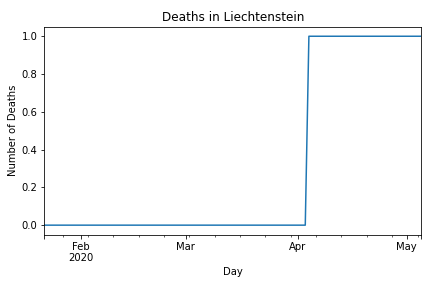 Deaths in Liechtenstein
1.0
0.8
0.6
0.4
0.2
0.0
Number of Deaths
Feb
2020
Mar
Apr
May
Day